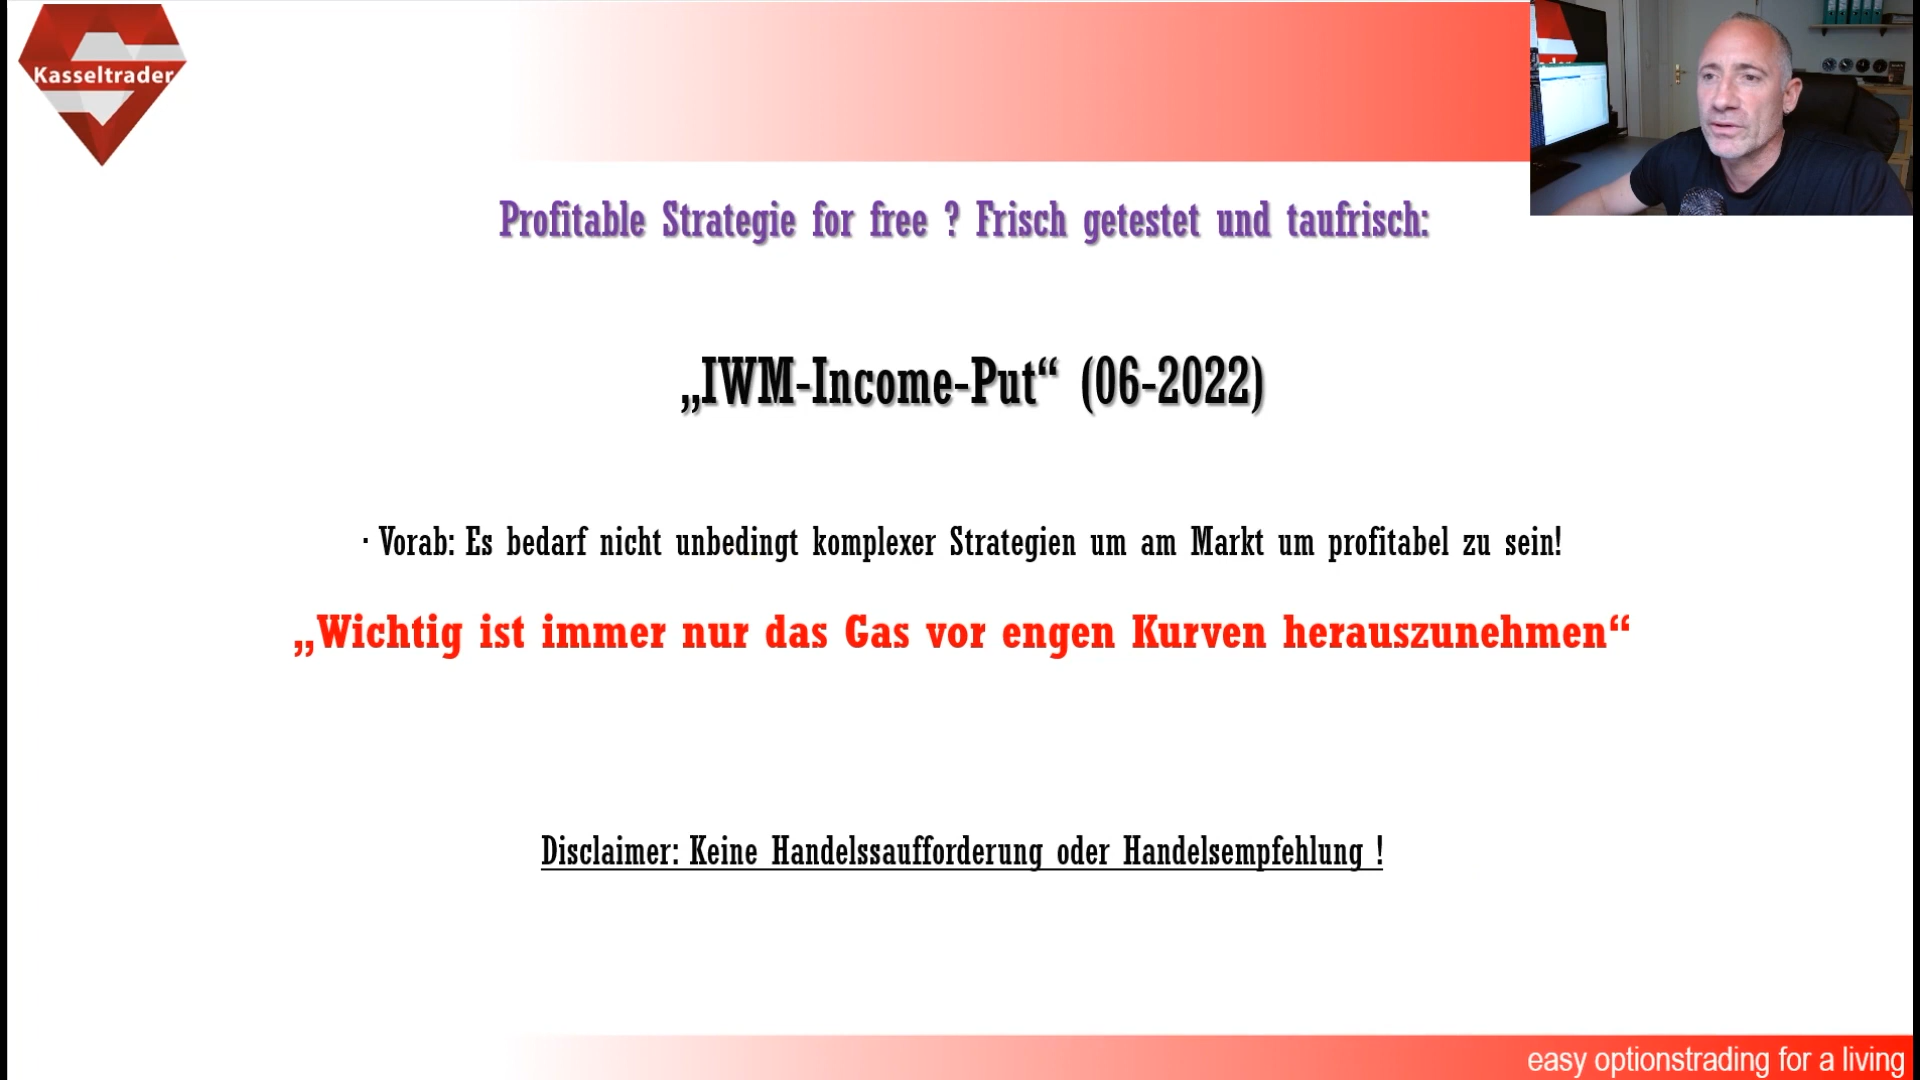 Kasseltrader
Profitable Strategie for free ? Frisch getestet und taufrisch:
„IWM-Income-Put“ (06-2022)
· Vorab: Es bedarf nicht unbedingt komplexer Strategien um am Markt um profitabel zu sein!
„Wichtig ist immer nur das Gas vor engen Kurven herauszunehmen“
Disclaimer: Keine Handelssaufforderung oder Handelsempfehlung !
easy optionstrading for a living